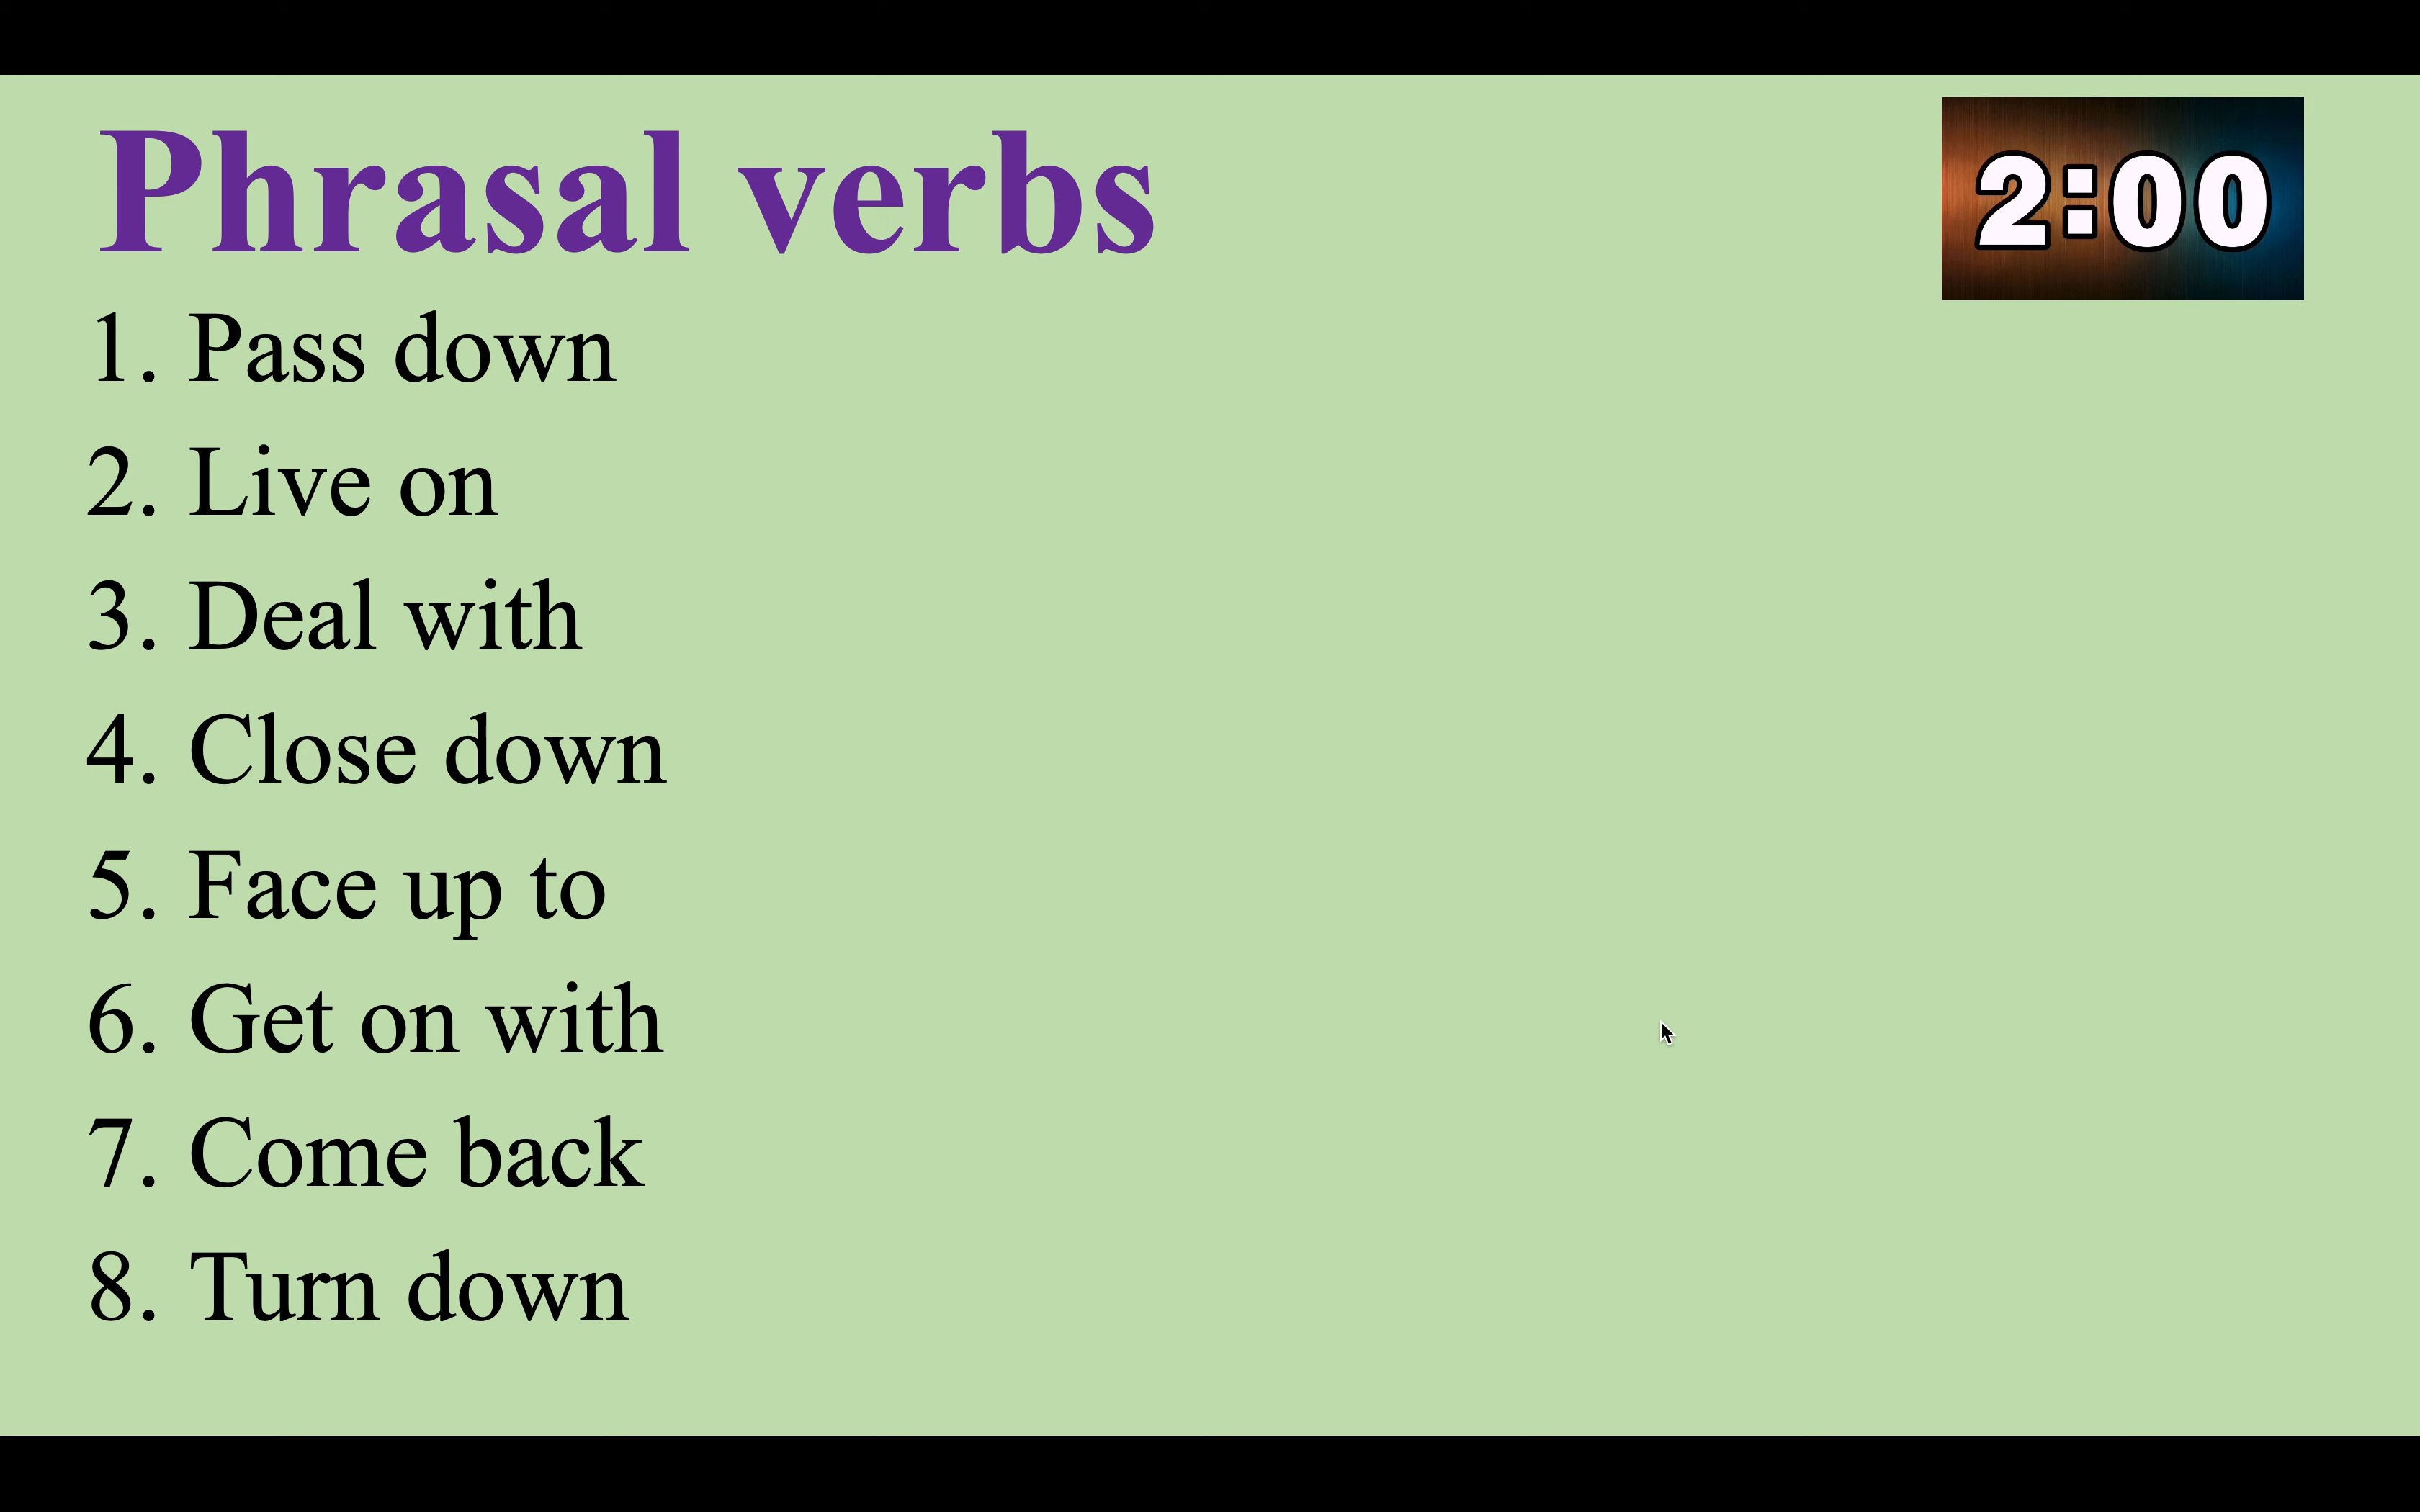 Phrasal verbs
2:00
1. Pass down
2. Live on
3. Deal with
4. Close down
5. Face up to
6. Get on with
7. Come back
8. Turn down